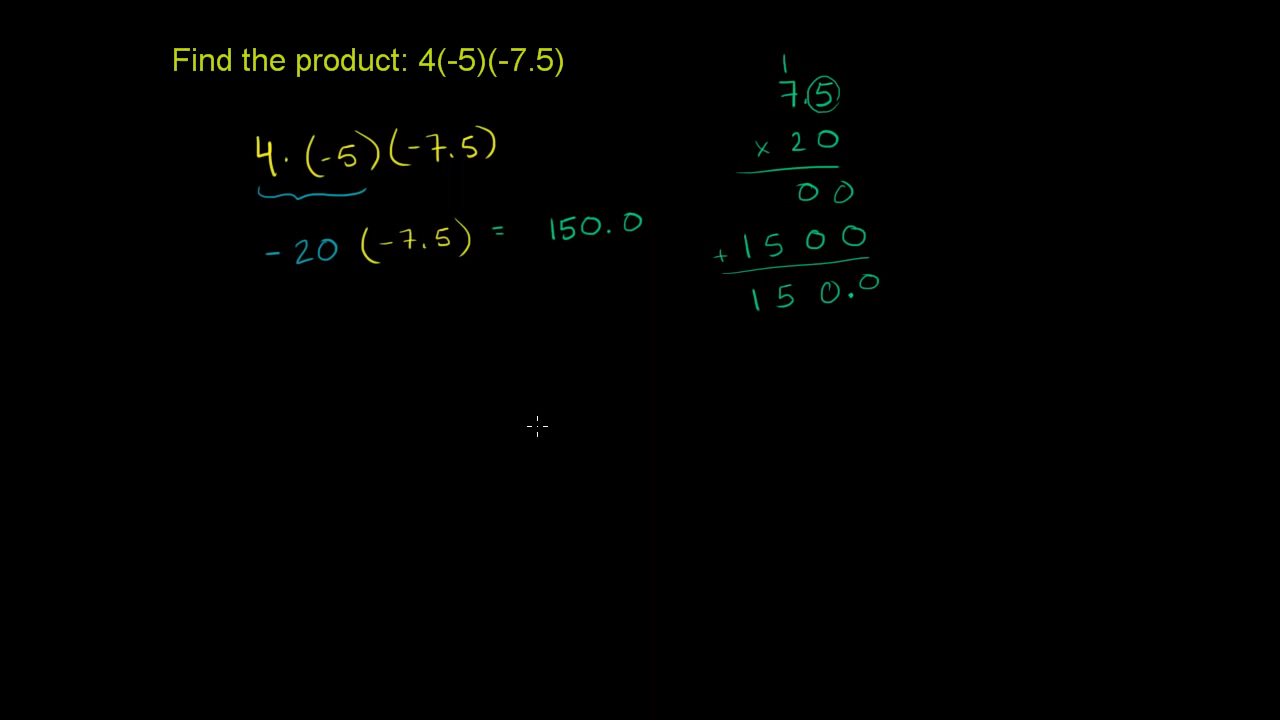 Find the product: 4(-5)(-7.5)
4·(-5)(-7.5)
-20 (-7.5) = 150.0
1
7.5
x 20
00
+1500
150.0